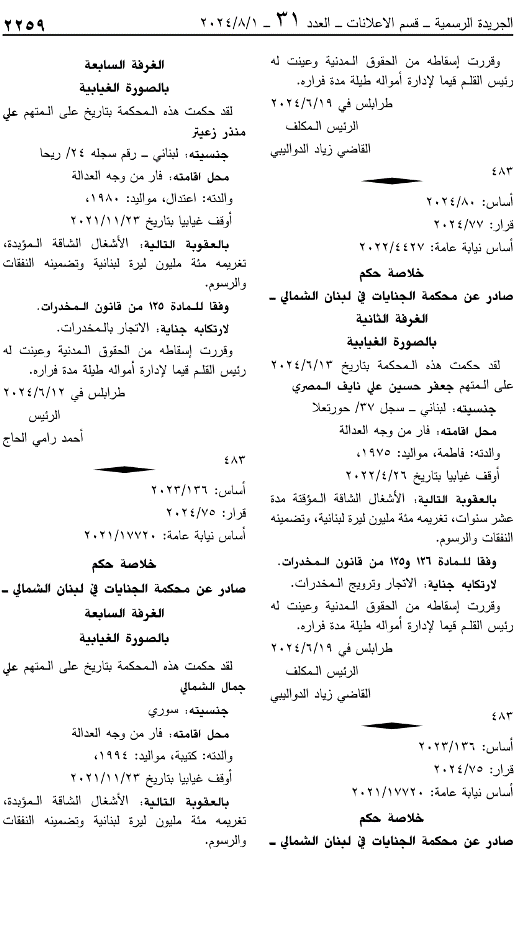 الجريدة الرسمية ــ قسم الاعلانات ــ العدد ٣١ ــ ٢٠٢٤/٨/١
٢٢٥٩
وقررت إسقاطه من الحقوق المدنية وعينت له
رئيس القلم قيما لإدارة أمواله طيلة مدة فراره.
طرابلس في ٢٠٢٤/٦/١٩
الرئيس المكلف
القاضي زياد الدواليبي
٤٨٣
أساس: ٢٠٢٤/٨٠
قرار: ٢٠٢٤/٧٧
أساس نيابة عامة: ٢٠٢٢/٤٤٢٧
خلاصة حكم
صادر عن محكمة الجنايات في لبنان الشمالي ــ
الغرفة الثانية
بالصورة الغيابية
لقد حكمت هذه المحكمة بتاريخ ٢٠٢٤/٦/١٣
على المتهم جعفر حسين علي نايف المصري
جنسيته: لبناني ــ سجل ٣٧/ حورتعلا
محل اقامته: فار من وجه العدالة
والدته: فاطمة، مواليد: ١٩٧٥،
أوقف غيابيا بتاريخ ٢٠٢٢/٤/٢٦
بالعقوبة التالية: الأشغال الشاقة المؤقتة مدة
عشر سنوات، تغريمه مئة مليون ليرة لبنانية، وتضمينه
النفقات والرسوم.
وفقا للمادة ١٢٦ و١٢٥ من قانون المخدرات.
لارتكابه جناية: الاتجار وترويج المخدرات.
وقررت إسقاطه من الحقوق المدنية وعينت له
رئيس القلم قيما لإدارة أمواله طيلة مدة فراره.
طرابلس في ٢٠٢٤/٦/١٩
الرئيس المكلف
القاضي زياد الدواليبي
٤٨٣
أساس: ٢٠٢٣/١٣٦
قرار: ٢٠٢٤/٧٥
أساس نيابة عامة: ٢٠٢١/١٧٧٢٠
خلاصة حكم
صادر عن محكمة الجنايات في لبنان الشمالي ــ
الغرفة السابعة
بالصورة الغيابية
لقد حكمت هذه المحكمة بتاريخ على المتهم علي
منذر زعيتر
جنسيته: لبناني ــ رقم سجله ٢٤/ ريحا
محل اقامته: فار من وجه العدالة
والدته: اعتدال، مواليد: ١٩٨٠،
أوقف غيابيا بتاريخ ٢٠٢١/١١/٢٣
بالعقوبة التالية: الأشغال الشاقة المؤبدة،
تغريمه مئة مليون ليرة لبنانية وتضمينه النفقات
والرسوم.
وفقا للمادة ١٢٥ من قانون المخدرات.
لارتكابه جناية: الاتجار بالمخدرات.
وقررت إسقاطه من الحقوق المدنية وعينت له
رئيس القلم قيما لإدارة أمواله طيلة مدة فراره.
طرابلس في ٢٠٢٤/٦/١٢
الرئيس
أحمد رامي الحاج
٤٨٣
أساس: ٢٠٢٣/١٣٦
قرار: ٢٠٢٤/٧٥
أساس نيابة عامة: ٢٠٢١/١٧٧٢٠
خلاصة حكم
صادر عن محكمة الجنايات في لبنان الشمالي ــ
الغرفة السابعة
بالصورة الغيابية
لقد حكمت هذه المحكمة بتاريخ على المتهم علي
جمال الشمالي
جنسيته: سوري
محل اقامته: فار من وجه العدالة
والدته: كتيبة، مواليد: ١٩٩٤،
أوقف غيابيا بتاريخ ٢٠٢١/١١/٢٣
بالعقوبة التالية: الأشغال الشاقة المؤبدة،
تغريمه مئة مليون ليرة لبنانية وتضمينه النفقات
والرسوم.